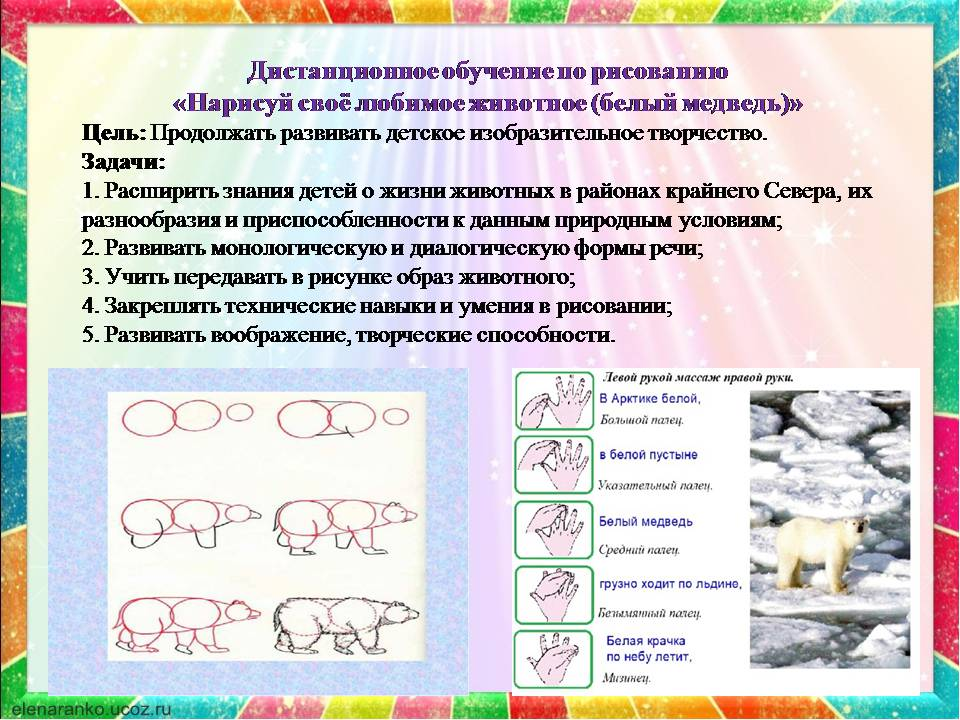 Дистанционное обучение по рисованию
«Нарисуй своё любимое животное (белый медведь)»
Цель: Продолжать развивать детское изобразительное творчество.
Задачи:
1. Расширить знания детей о жизни животных в районах крайнего Севера, их
разнообразия и приспособленности к данным природным условиям;
2. Развивать монологическую и диалогическую формы речи;
3. Учить передавать в рисунке образ животного;
4. Закреплять технические навыки и умения в рисовании;
5. Развивать воображение, творческие способности.
Левой рукой массаж правой руки.
В Арктике белой,
Большой палец.
в белой пустыне
Указательный палец.
Белый медведь
Средний палец.
грузно ходит по льдине,
Безымянный палец.
Белая крачка
по небу летит,
Мизинец.
elenaranko.ucoz.ru